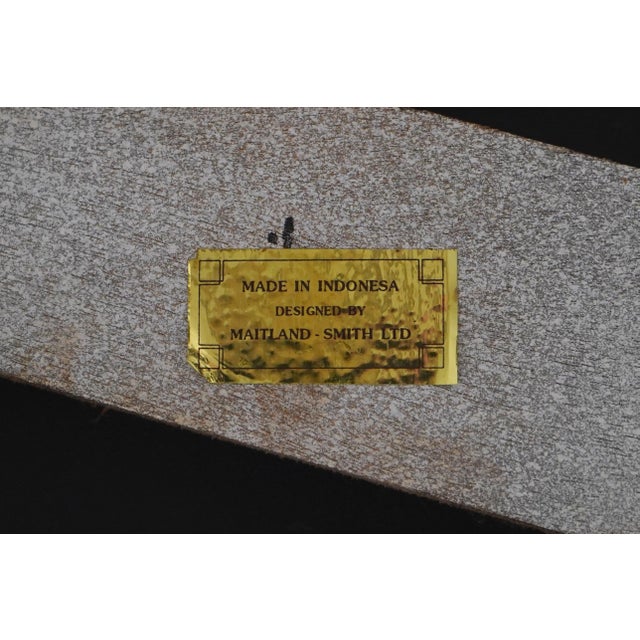 MADE IN INDONESA
DESIGNED BY
MAITLAND - SMITH LTD